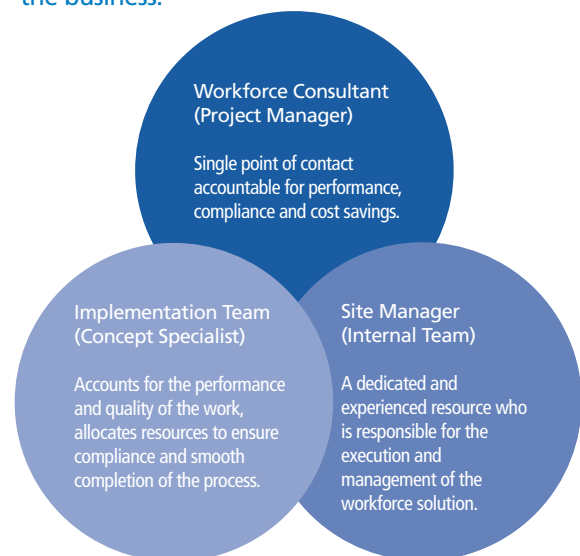 the business.
Workforce Consultant
(Project Manager)
Single point of contact
accountable for performance,
compliance and cost savings.
Implementation Team
(Concept Specialist)
Accounts for the performance
and quality of the work,
allocates resources to ensure
compliance and smooth
completion of the process.
Site Manager
(Internal Team)
A dedicated and
experienced resource who
is responsible for the
execution and
management of the
workforce solution.